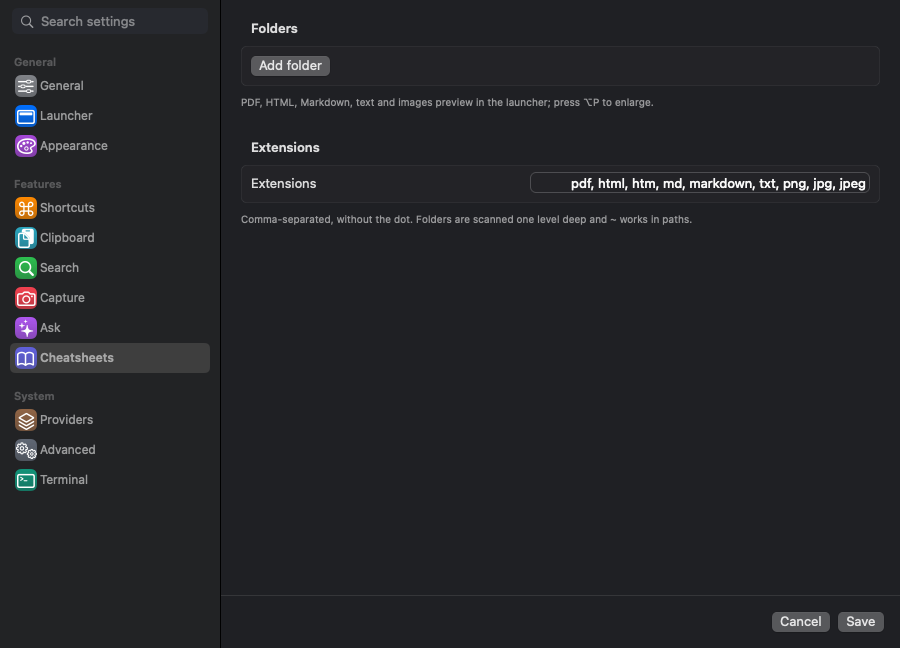 Search settings
General
General
Launcher
Appearance
Features
Shortcuts
Clipboard
Search
Capture
Ask
Cheatsheets
System
Providers
Advanced
Terminal
Folders
Add folder
PDF, HTML, Markdown, text and images preview in the launcher; press ⌥P to enlarge.
Extensions
Extensions pdf, html, htm, md, markdown, txt, png, jpg, jpeg
Comma-separated, without the dot. Folders are scanned one level deep and ~ works in paths.
Cancel Save